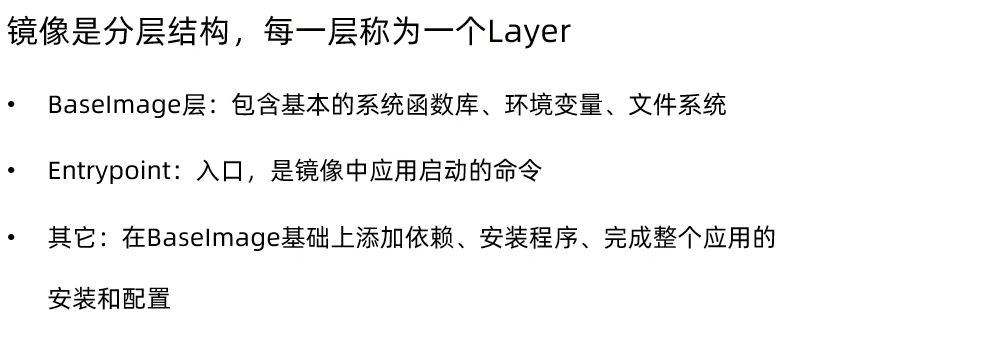 镜像是分层结构，每一层称为一个Layer
• BaseImage层：包含基本的系统函数库、环境变量、文件系统
• Entrypoint：入口，是镜像中应用启动的命令
• 其它：在BaseImage基础上添加依赖、安装程序、完成整个应用的
安装和配置